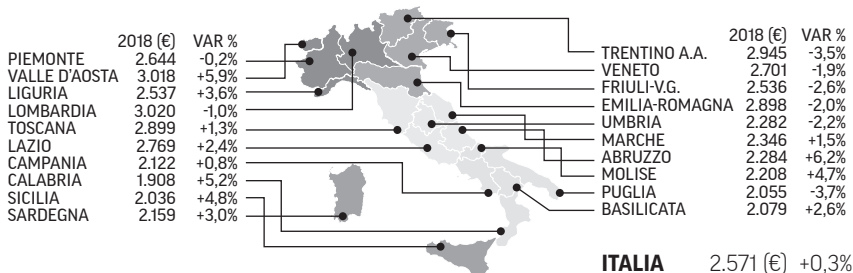 2018 (€) VAR %
PIEMONTE 2.644 -0,2%
VALLE D'AOSTA 3.018 +5,9%
LIGURIA 2.537 +3,6%
LOMBARDIA 3.020 -1,0%
TOSCANA 2.899 +1,3%
LAZIO 2.769 +2,4%
CAMPANIA 2.122 +0,8%
CALABRIA 1.908 +5,2%
SICILIA 2.036 +4,8%
SARDEGNA 2.159 +3,0%
2018 (€) VAR %
TRENTINO A.A. 2.945 -3,5%
VENETO 2.701 -1,9%
FRIULI-V.G. 2.536 -2,6%
EMILIA-ROMAGNA 2.898 -2,0%
UMBRIA 2.282 -2,2%
MARCHE 2.346 +1,5%
ABRUZZO 2.284 +6,2%
MOLISE 2.208 +4,7%
PUGLIA 2.055 -3,7%
BASILICATA 2.079 +2,6%
ITALIA 2.571 (€) +0,3%